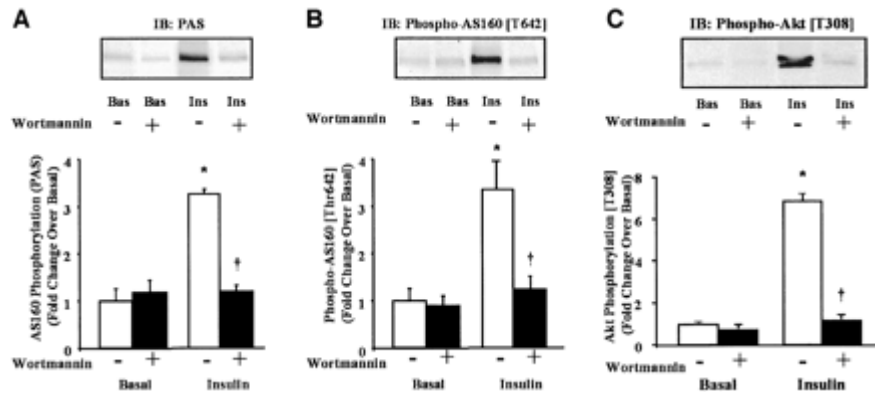 A
IB: PAS
Bas Bas Ins Ins
Wortmannin - + - +
AS160 Phosphorylation (PAS)
(Fold Change Over Basal)
4
3
2
1
0
* †
Wortmannin - + - +
Basal Insulin
B
IB: Phospho-AS160 [T642]
Bas Bas Ins Ins
Wortmannin - + - +
Phospho-AS160 [Thr642]
(Fold Change Over Basal)
4
3
2
1
0
* †
Wortmannin - + - +
Basal Insulin
C
IB: Phospho-Akt [T308]
Bas Bas Ins Ins
Wortmannin - + - +
Akt Phosphorylation [T308]
(Fold Change Over Basal)
8
6
4
2
0
* †
Wortmannin - + - +
Basal Insulin